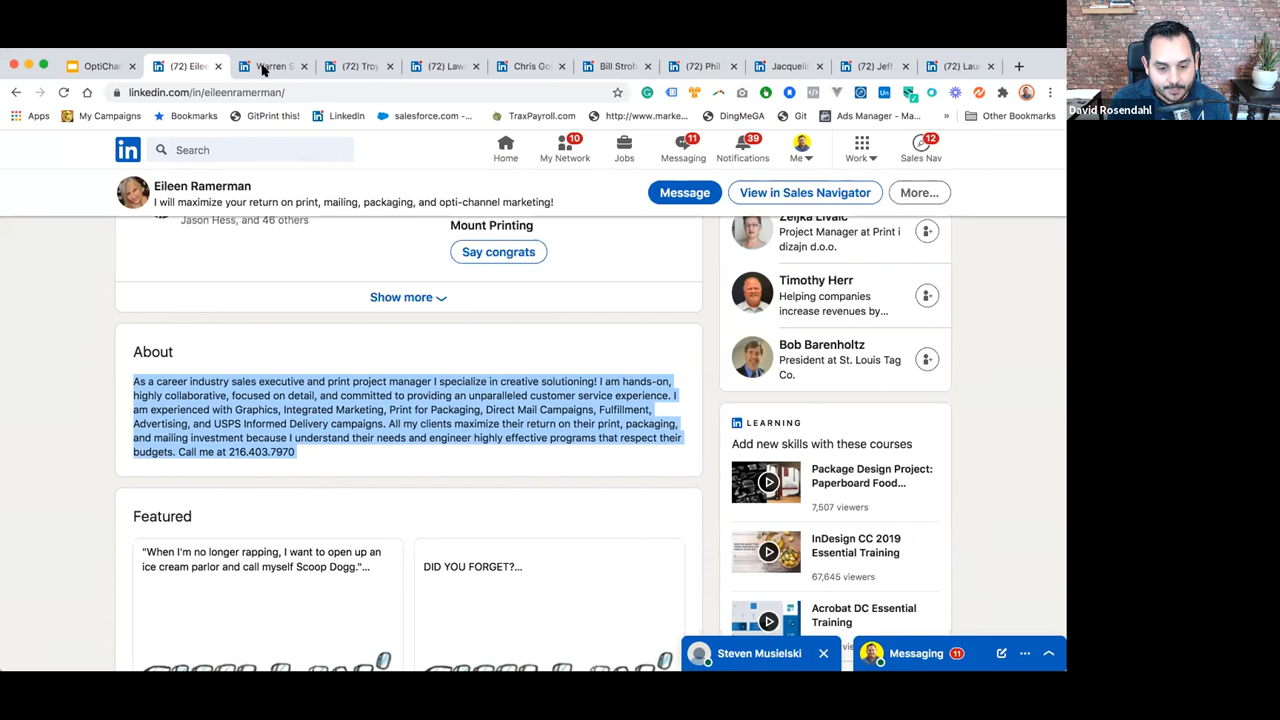 OptiChan
(72) Eilee
Warren S
(72) Troy
(72) Law
Chris Go
Bill Strob
(72) Phil
Jacquelin
(72) Jeff
(72) Lau
linkedin.com/in/eileenramerman/
Apps
My Campaigns
Bookmarks
GitPrint this!
LinkedIn
salesforce.com -
TraxPayroll.com
http://www.marke...
DingMeGA
Git
Ads Manager - Ma...
»
Other Bookmarks
David Rosendahl
in
Search
Home
10
My Network
Jobs
11
Messaging
39
Notifications
Me
Work
12
Sales Nav
Eileen Ramerman
I will maximize your return on print, mailing, packaging, and opti-channel marketing!
Message
View in Sales Navigator
More...
Jason Hess, and 46 others
Mount Printing
Say congrats
Show more
About
As a career industry sales executive and print project manager I specialize in creative solutioning! I am hands-on,
highly collaborative, focused on detail, and committed to providing an unparalleled customer service experience. I
am experienced with Graphics, Integrated Marketing, Print for Packaging, Direct Mail Campaigns, Fulfillment,
Advertising, and USPS Informed Delivery campaigns. All my clients maximize their return on their print, packaging,
and mailing investment because I understand their needs and engineer highly effective programs that respect their
budgets. Call me at 216.403.7970
Featured
"When I'm no longer rapping, I want to open up an
ice cream parlor and call myself Scoop Dogg."...
DID YOU FORGET?...
Zeljka Livaic
Project Manager at Print i
dizajn d.o.o.
Timothy Herr
Helping companies
increase revenues by...
Bob Barenholtz
President at St. Louis Tag
Co.
in LEARNING
Add new skills with these courses
Package Design Project:
Paperboard Food...
7,507 viewers
InDesign CC 2019
Essential Training
67,645 viewers
Acrobat DC Essential
Training
Steven Musielski
Messaging 11